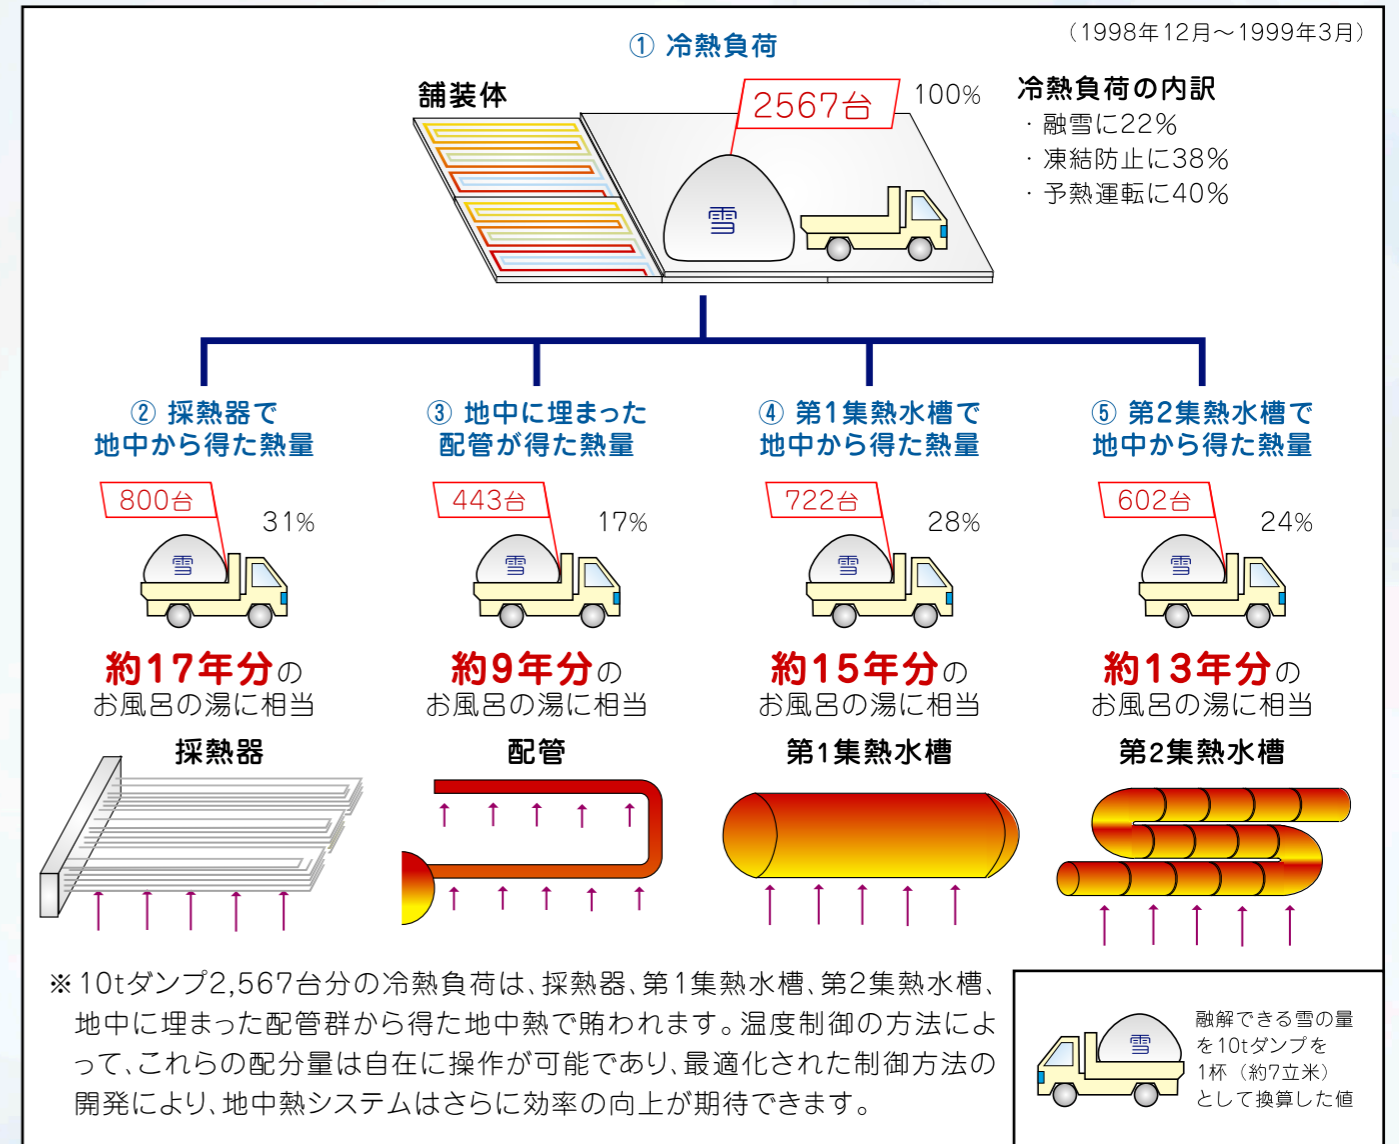 （1998年12月～1999年3月）
① 冷熱負荷
舗装体
2567台
100%
冷熱負荷の内訳
・融雪に22%
・凍結防止に38%
・予熱運転に40%
雪
② 採熱器で
地中から得た熱量
800台
31%
雪
約17年分の
お風呂の湯に相当
採熱器
③ 地中に埋まった
配管が得た熱量
443台
17%
雪
約9年分の
お風呂の湯に相当
配管
④ 第1集熱水槽で
地中から得た熱量
722台
28%
雪
約15年分の
お風呂の湯に相当
第1集熱水槽
⑤ 第2集熱水槽で
地中から得た熱量
602台
24%
雪
約13年分の
お風呂の湯に相当
第2集熱水槽
※10tダンプ2,567台分の冷熱負荷は、採熱器、第1集熱水槽、第2集熱水槽、
地中に埋まった配管群から得た地中熱で賄われます。温度制御の方法によ
って、これらの配分量は自在に操作が可能であり、最適化された制御方法の
開発により、地中熱システムはさらに効率の向上が期待できます。
雪
融解できる雪の量
を10tダンプを
1杯（約7立米）
として換算した値